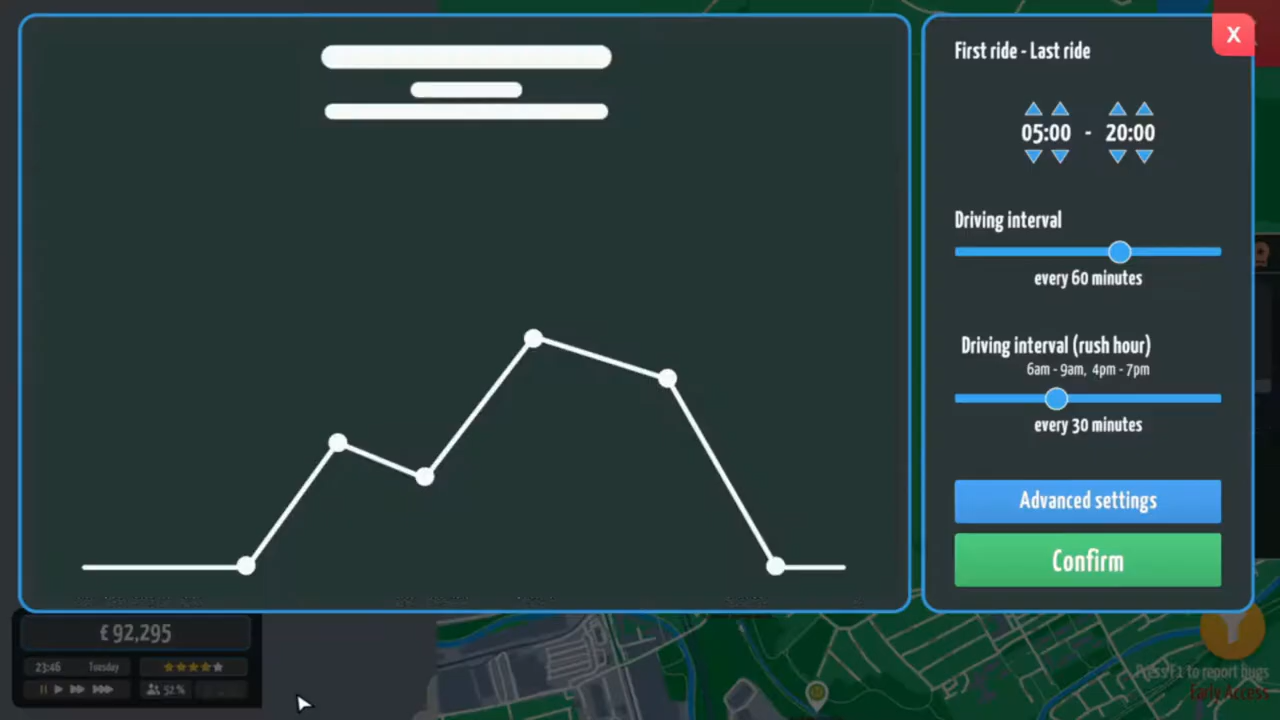 X
First ride - Last ride
05:00 - 20:00
Driving interval
every 60 minutes
Driving interval (rush hour)
6am - 9am, 4pm - 7pm
every 30 minutes
Advanced settings
Confirm
£ 92,295
23:46 Tuesday
52 %
Press F1 to report bugs
Early Access